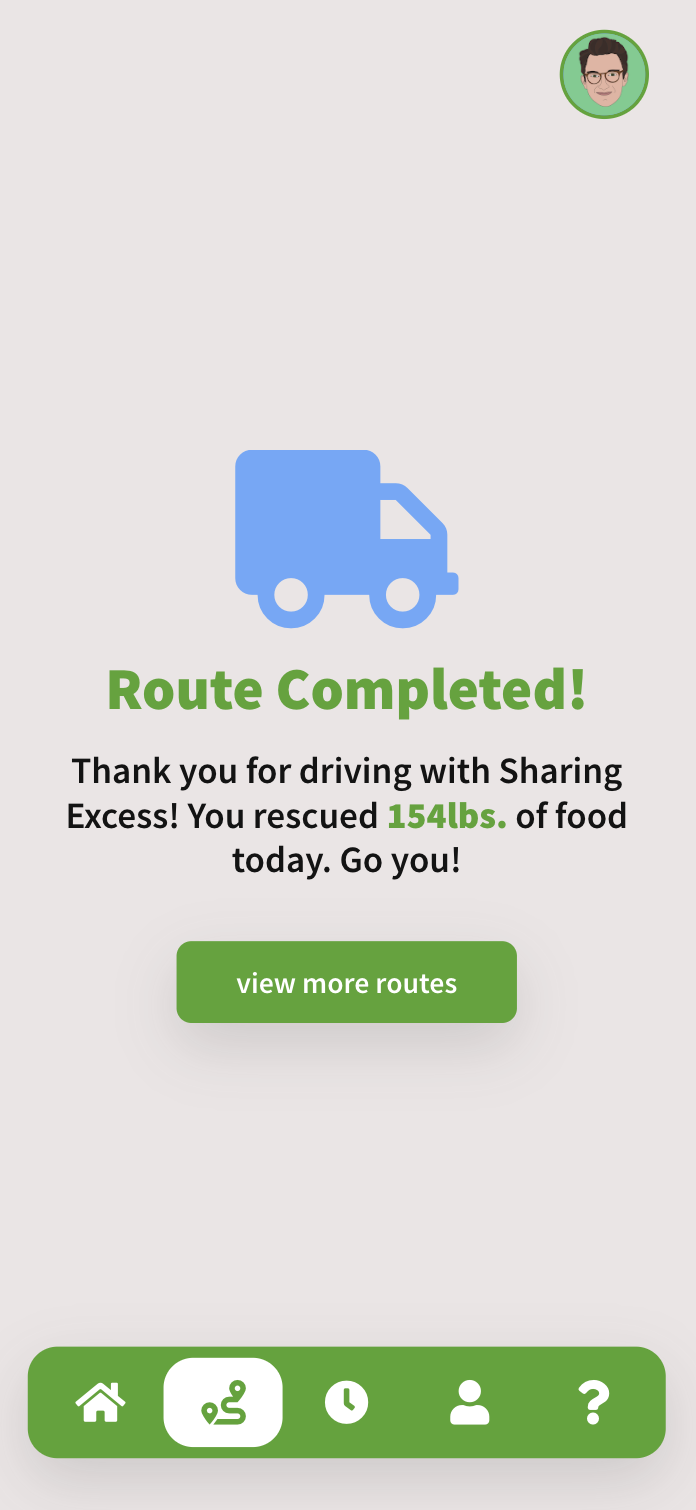 Route Completed!
Thank you for driving with Sharing
Excess! You rescued 154lbs. of food
today. Go you!
view more routes